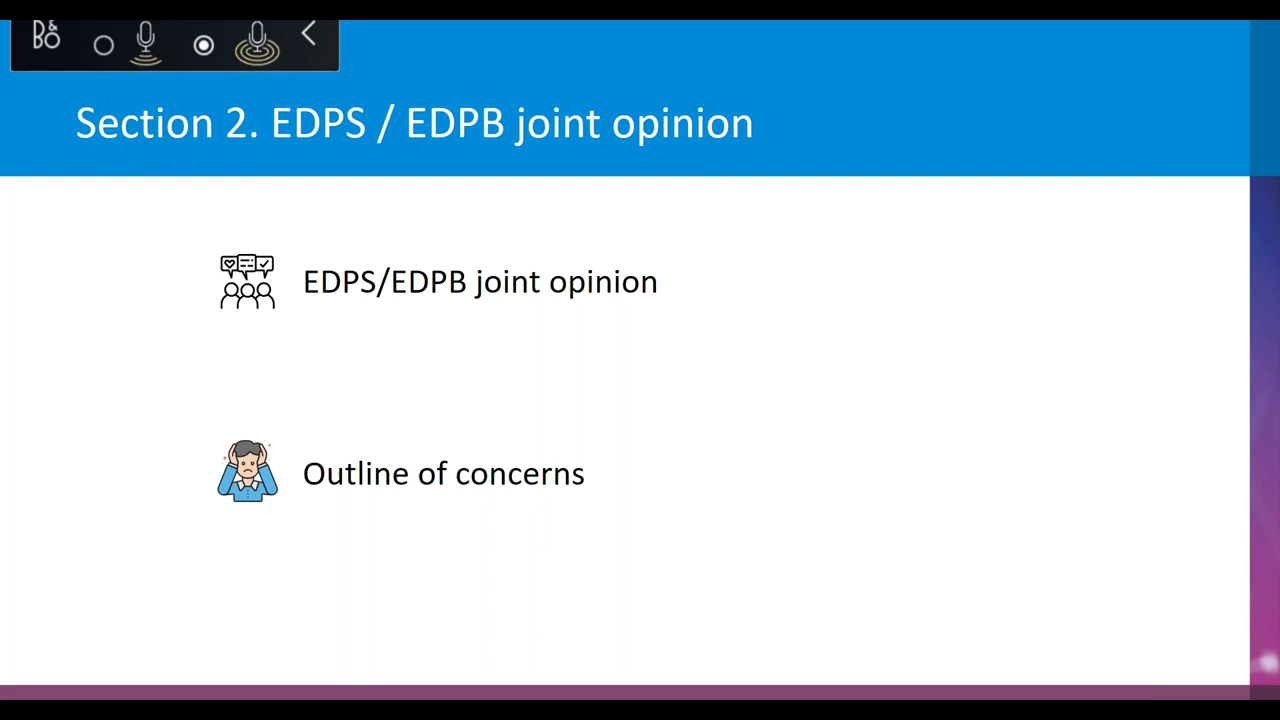 B&O
Section 2. EDPS / EDPB joint opinion
EDPS/EDPB joint opinion
Outline of concerns